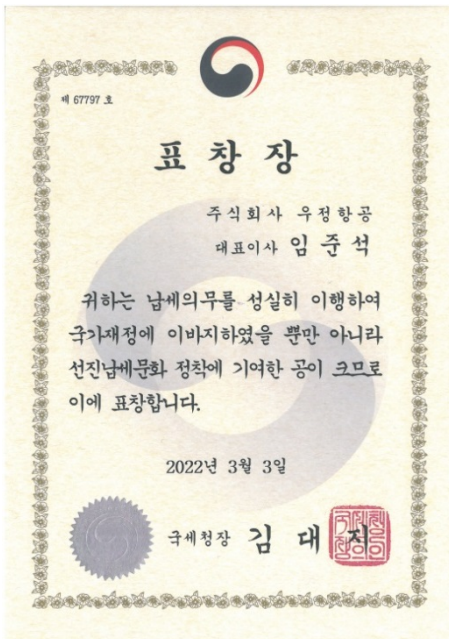 제 67797 호
표창장
주식회사 우정항공
대표이사 임준석
귀하는 납세의무를 성실히 이행하여
국가재정에 이바지하였을 뿐만 아니라
선진납세문화 정착에 기여한 공이 크므로
이에 표창합니다.
2022년 3월 3일
국세청장 김대지